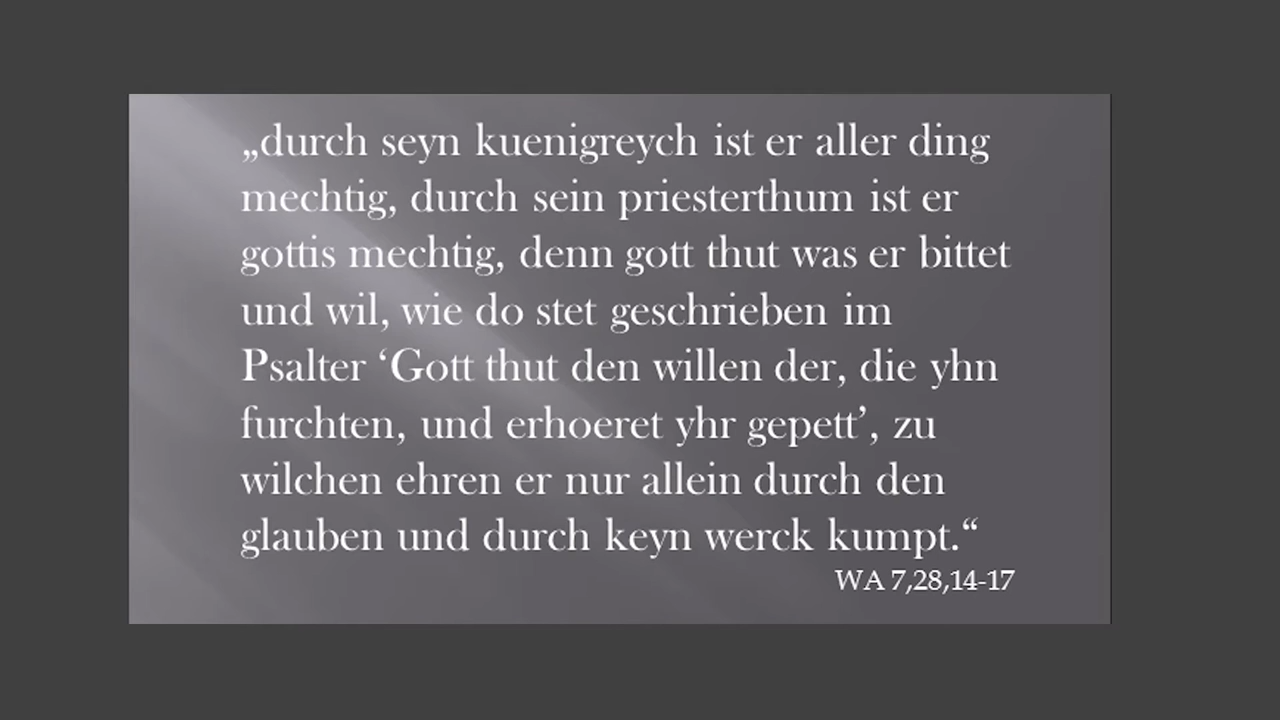 „durch seyn kuenigreych ist er aller ding
mechtig, durch sein priesterthum ist er
gottis mechtig, denn gott thut was er bittet
und wil, wie do stet geschrieben im
Psalter ‘Gott thut den willen der, die yhn
furchten, und erhoeret yhr gepett’, zu
wilchen ehren er nur allein durch den
glauben und durch keyn werck kumpt.“
WA 7,28,14-17